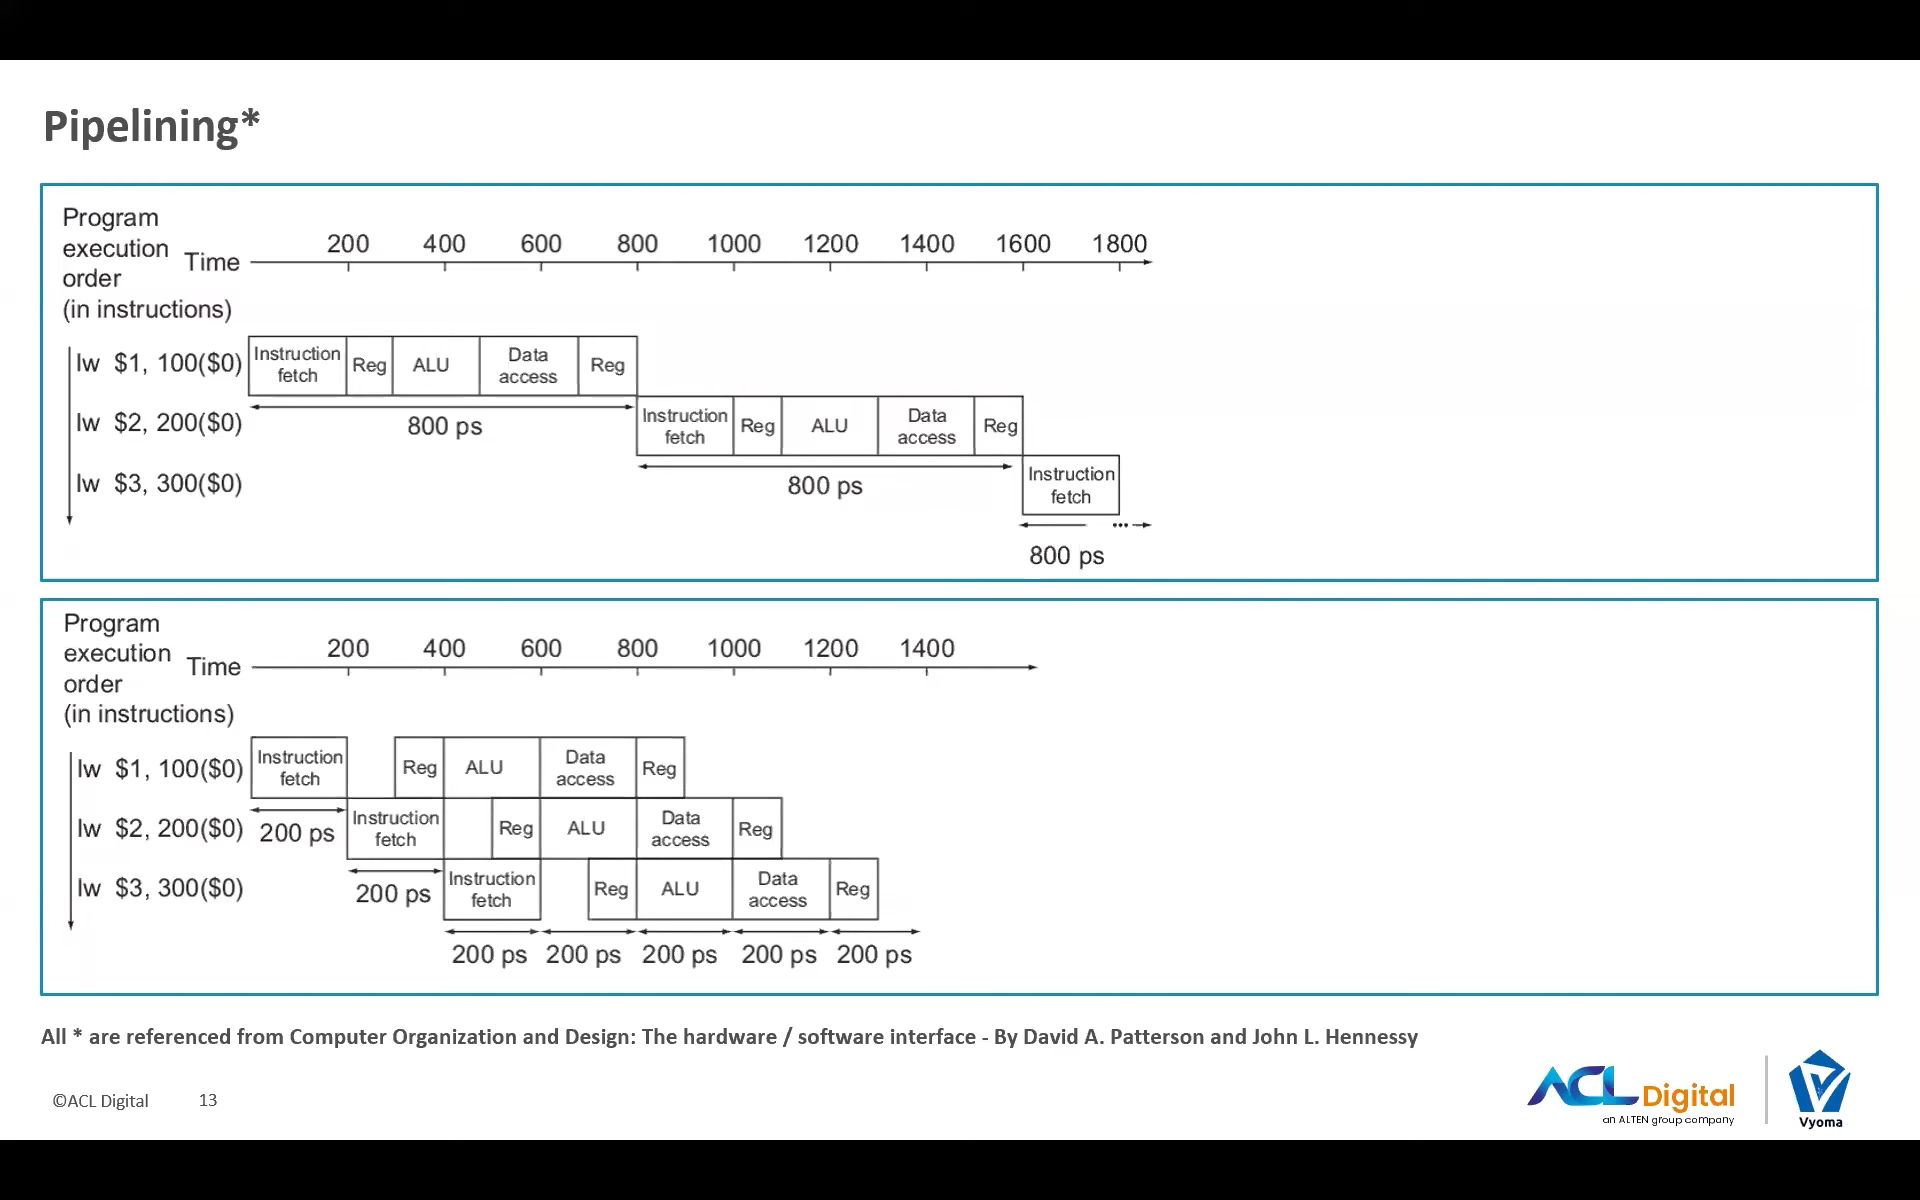 Pipelining*
Program
execution
order
(in instructions)
Time
200 400 600 800 1000 1200 1400 1600 1800
lw $1, 100($0)
Instruction
fetch
Reg
ALU
Data
access
Reg
800 ps
lw $2, 200($0)
Instruction
fetch
Reg
ALU
Data
access
Reg
800 ps
lw $3, 300($0)
Instruction
fetch
...
800 ps
Program
execution
order
(in instructions)
Time
200 400 600 800 1000 1200 1400
lw $1, 100($0)
Instruction
fetch
Reg
ALU
Data
access
Reg
200 ps
lw $2, 200($0)
Instruction
fetch
Reg
ALU
Data
access
Reg
200 ps
lw $3, 300($0)
Instruction
fetch
Reg
ALU
Data
access
Reg
200 ps 200 ps 200 ps 200 ps 200 ps
All * are referenced from Computer Organization and Design: The hardware / software interface - By David A. Patterson and John L. Hennessy
©ACL Digital 13
ACL Digital
an ALTEN group company
Vyoma